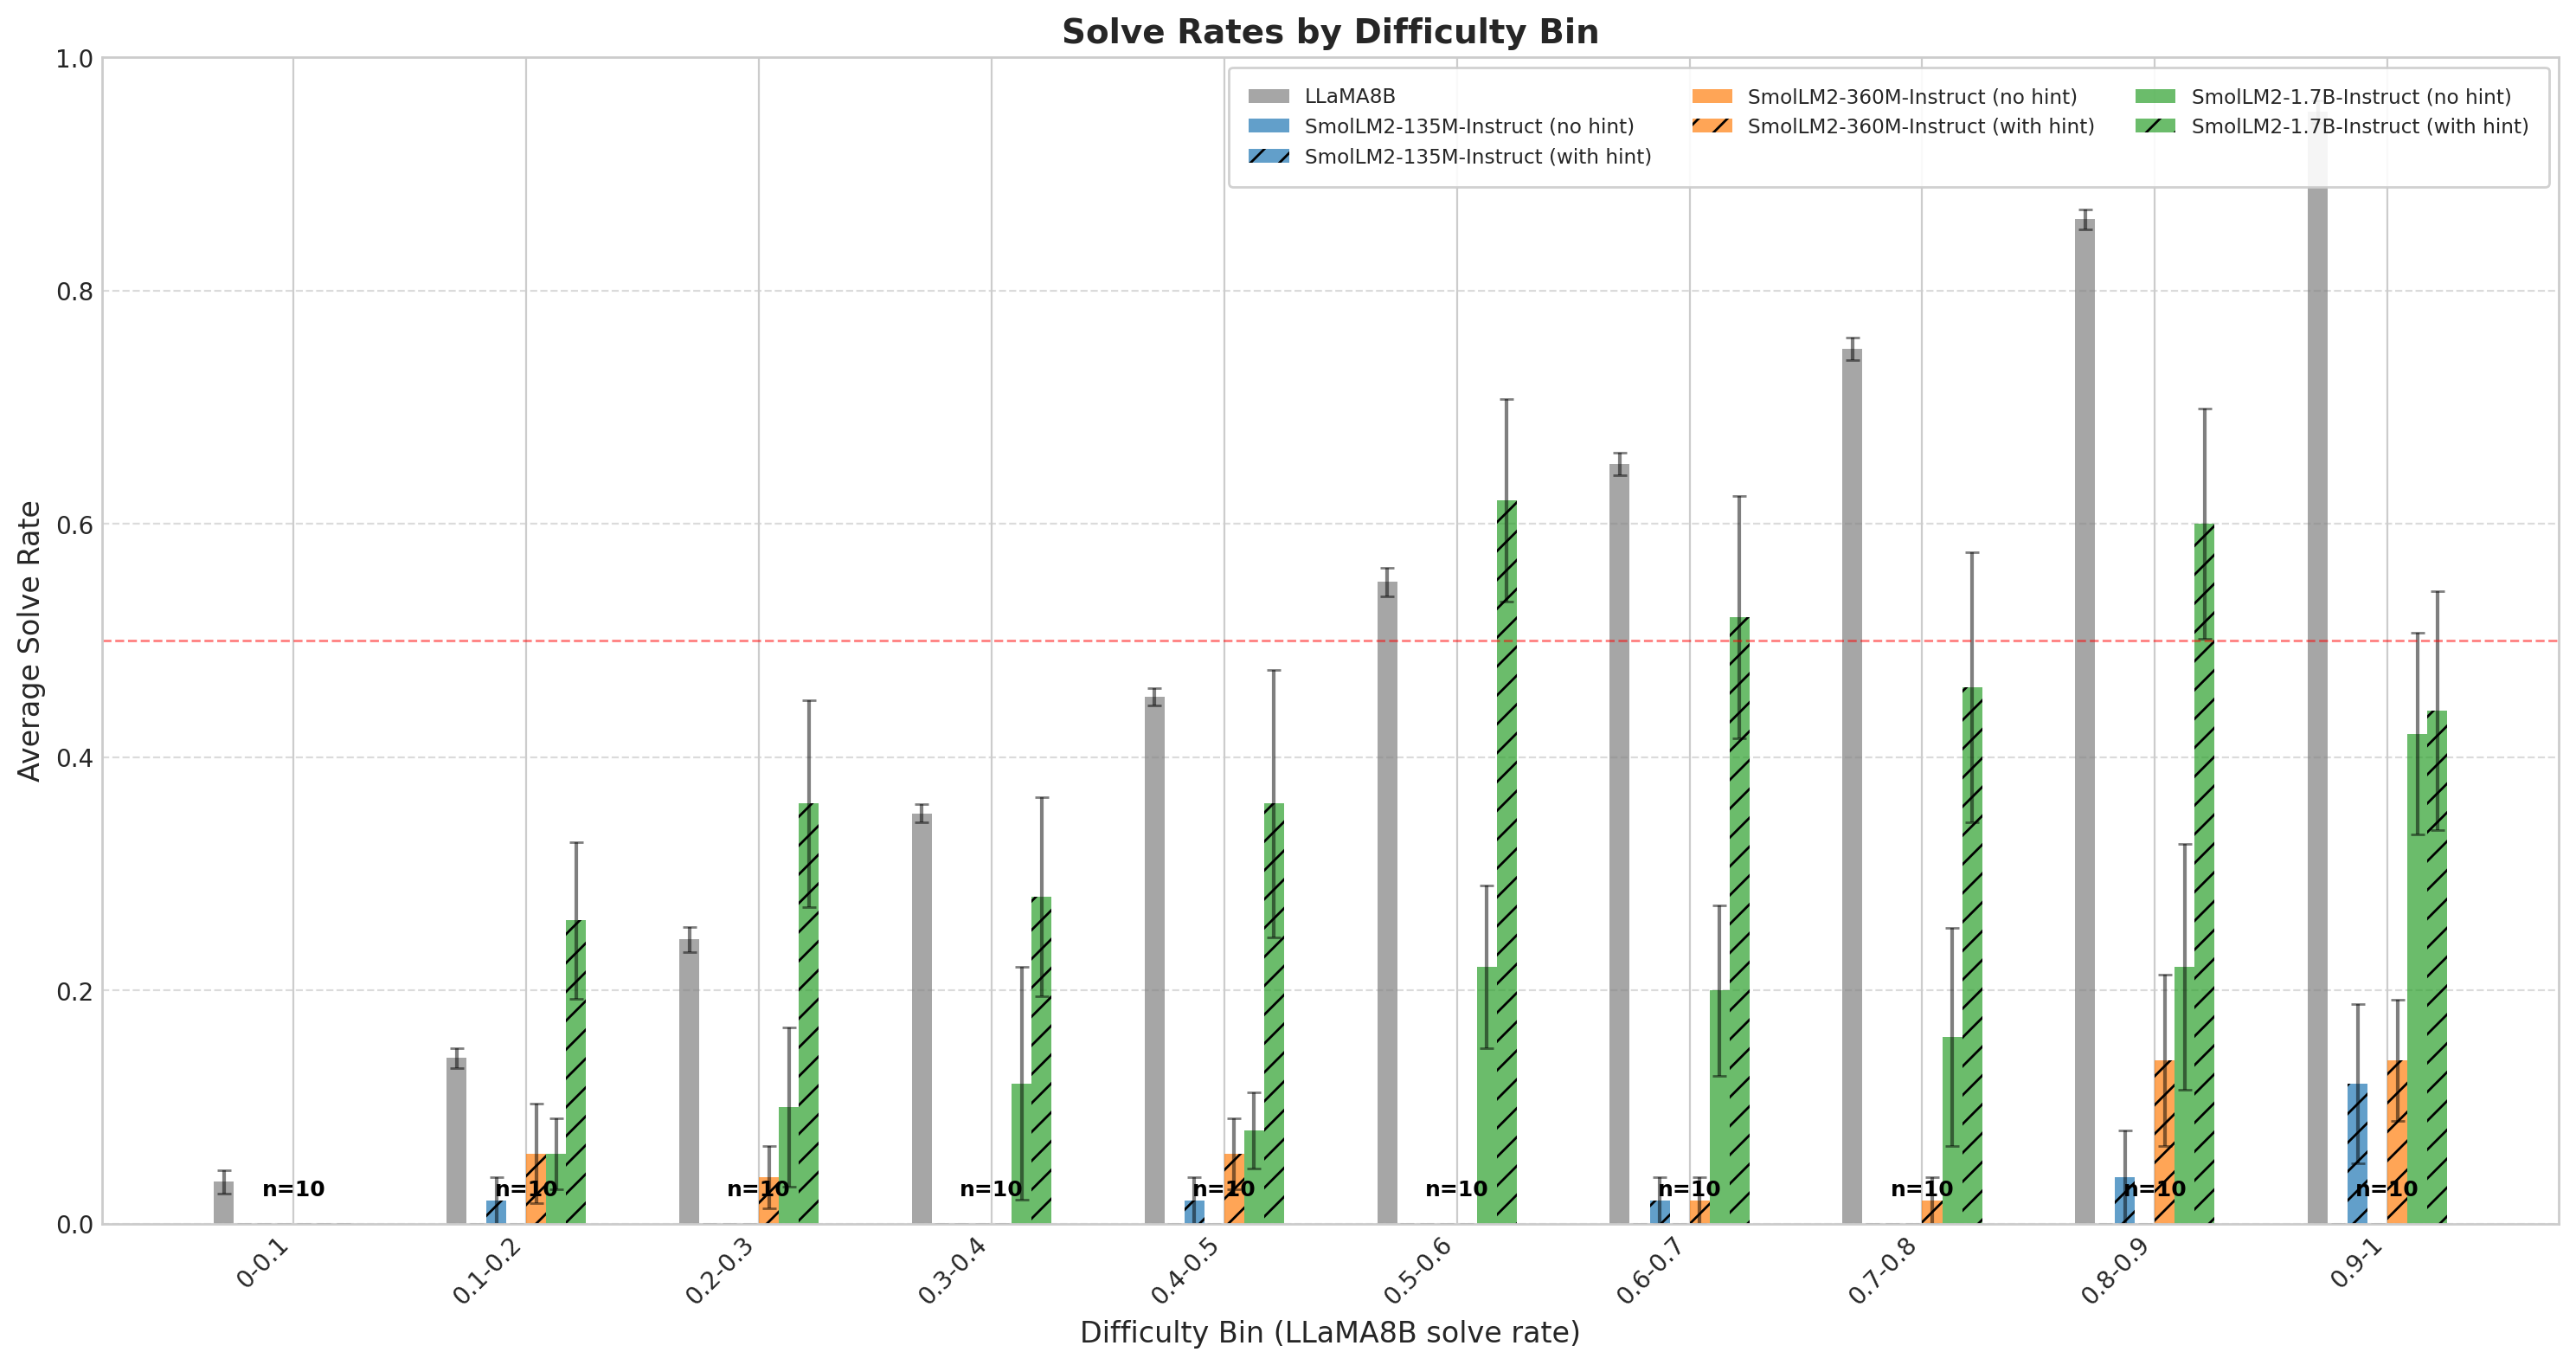 Solve Rates by Difficulty Bin
LLaMA8B
SmolLM2-135M-Instruct (no hint)
SmolLM2-135M-Instruct (with hint)
SmolLM2-360M-Instruct (no hint)
SmolLM2-360M-Instruct (with hint)
SmolLM2-1.7B-Instruct (no hint)
SmolLM2-1.7B-Instruct (with hint)
Average Solve Rate
1.0
0.8
0.6
0.4
0.2
0.0
n=10
n=10
n=10
n=10
n=10
n=10
n=10
n=10
n=10
n=10
0-0.1
0.1-0.2
0.2-0.3
0.3-0.4
0.4-0.5
0.5-0.6
0.6-0.7
0.7-0.8
0.8-0.9
0.9-1
Difficulty Bin (LLaMA8B solve rate)